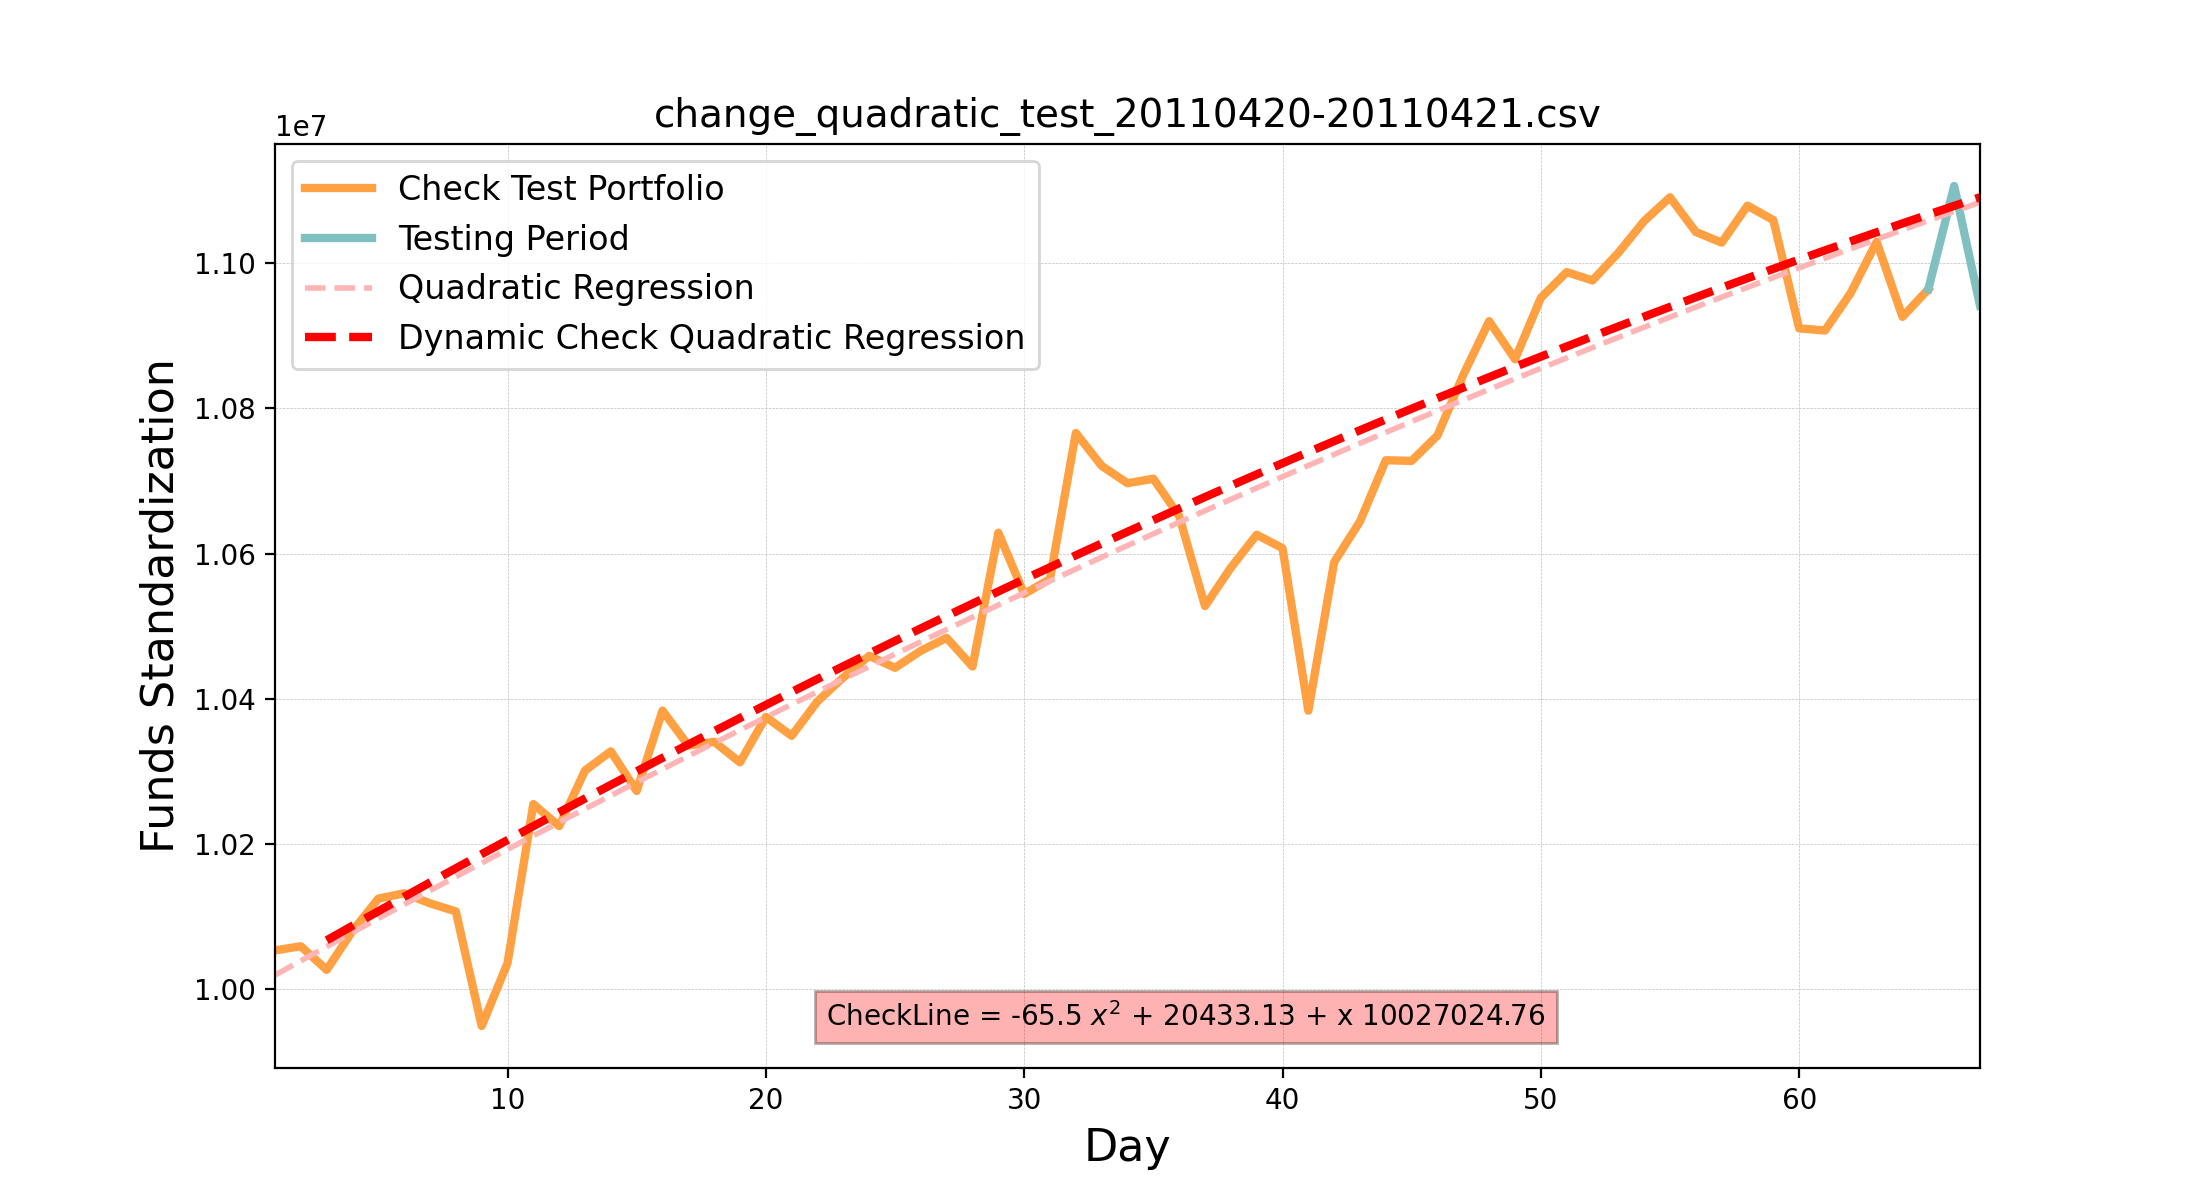 change_quadratic_test_20110420-20110421.csv
1e7
Check Test Portfolio
Testing Period
Quadratic Regression
Dynamic Check Quadratic Regression
Funds Standardization
1.10
1.08
1.06
1.04
1.02
1.00
CheckLine = -65.5 x² + 20433.13 + x 10027024.76
10 20 30 40 50 60
Day